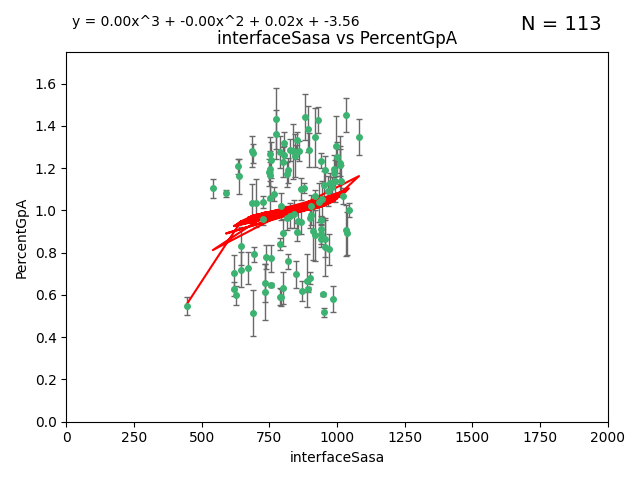 y = 0.00x^3 + -0.00x^2 + 0.02x + -3.56
N = 113
interfaceSasa vs PercentGpA
PercentGpA
1.6
1.4
1.2
1.0
0.8
0.6
0.4
0.2
0.0
0 250 500 750 1000 1250 1500 1750 2000
interfaceSasa